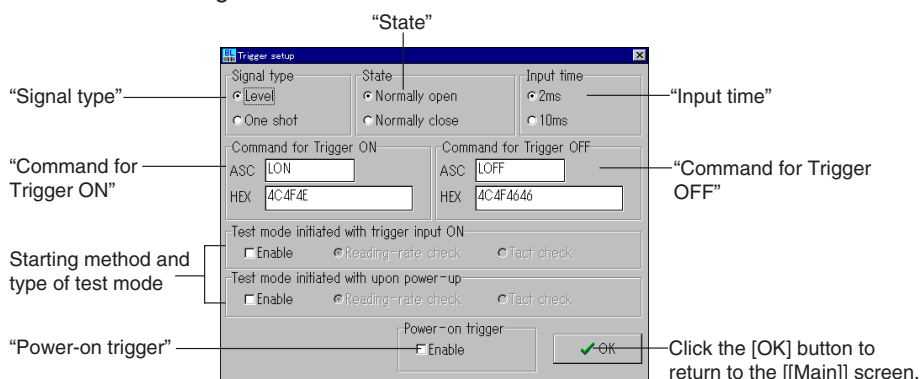 “State”
BL Trigger setup
“Signal type”
Signal type
Level
One shot
State
Normally open
Normally close
Input time
2ms
10ms
“Input time”
“Command for
Trigger ON”
Command for Trigger ON
ASC LON
HEX 4C4F4E
Command for Trigger OFF
ASC LOFF
HEX 4C4F4646
“Command for Trigger
OFF”
Starting method and
type of test mode
Test mode initiated with trigger input ON
Enable Reading-rate check Tact check
Test mode initiated with upon power-up
Enable Reading-rate check Tact check
“Power-on trigger”
Power-on trigger
Enable
OK
Click the [OK] button to
return to the [[Main]] screen.